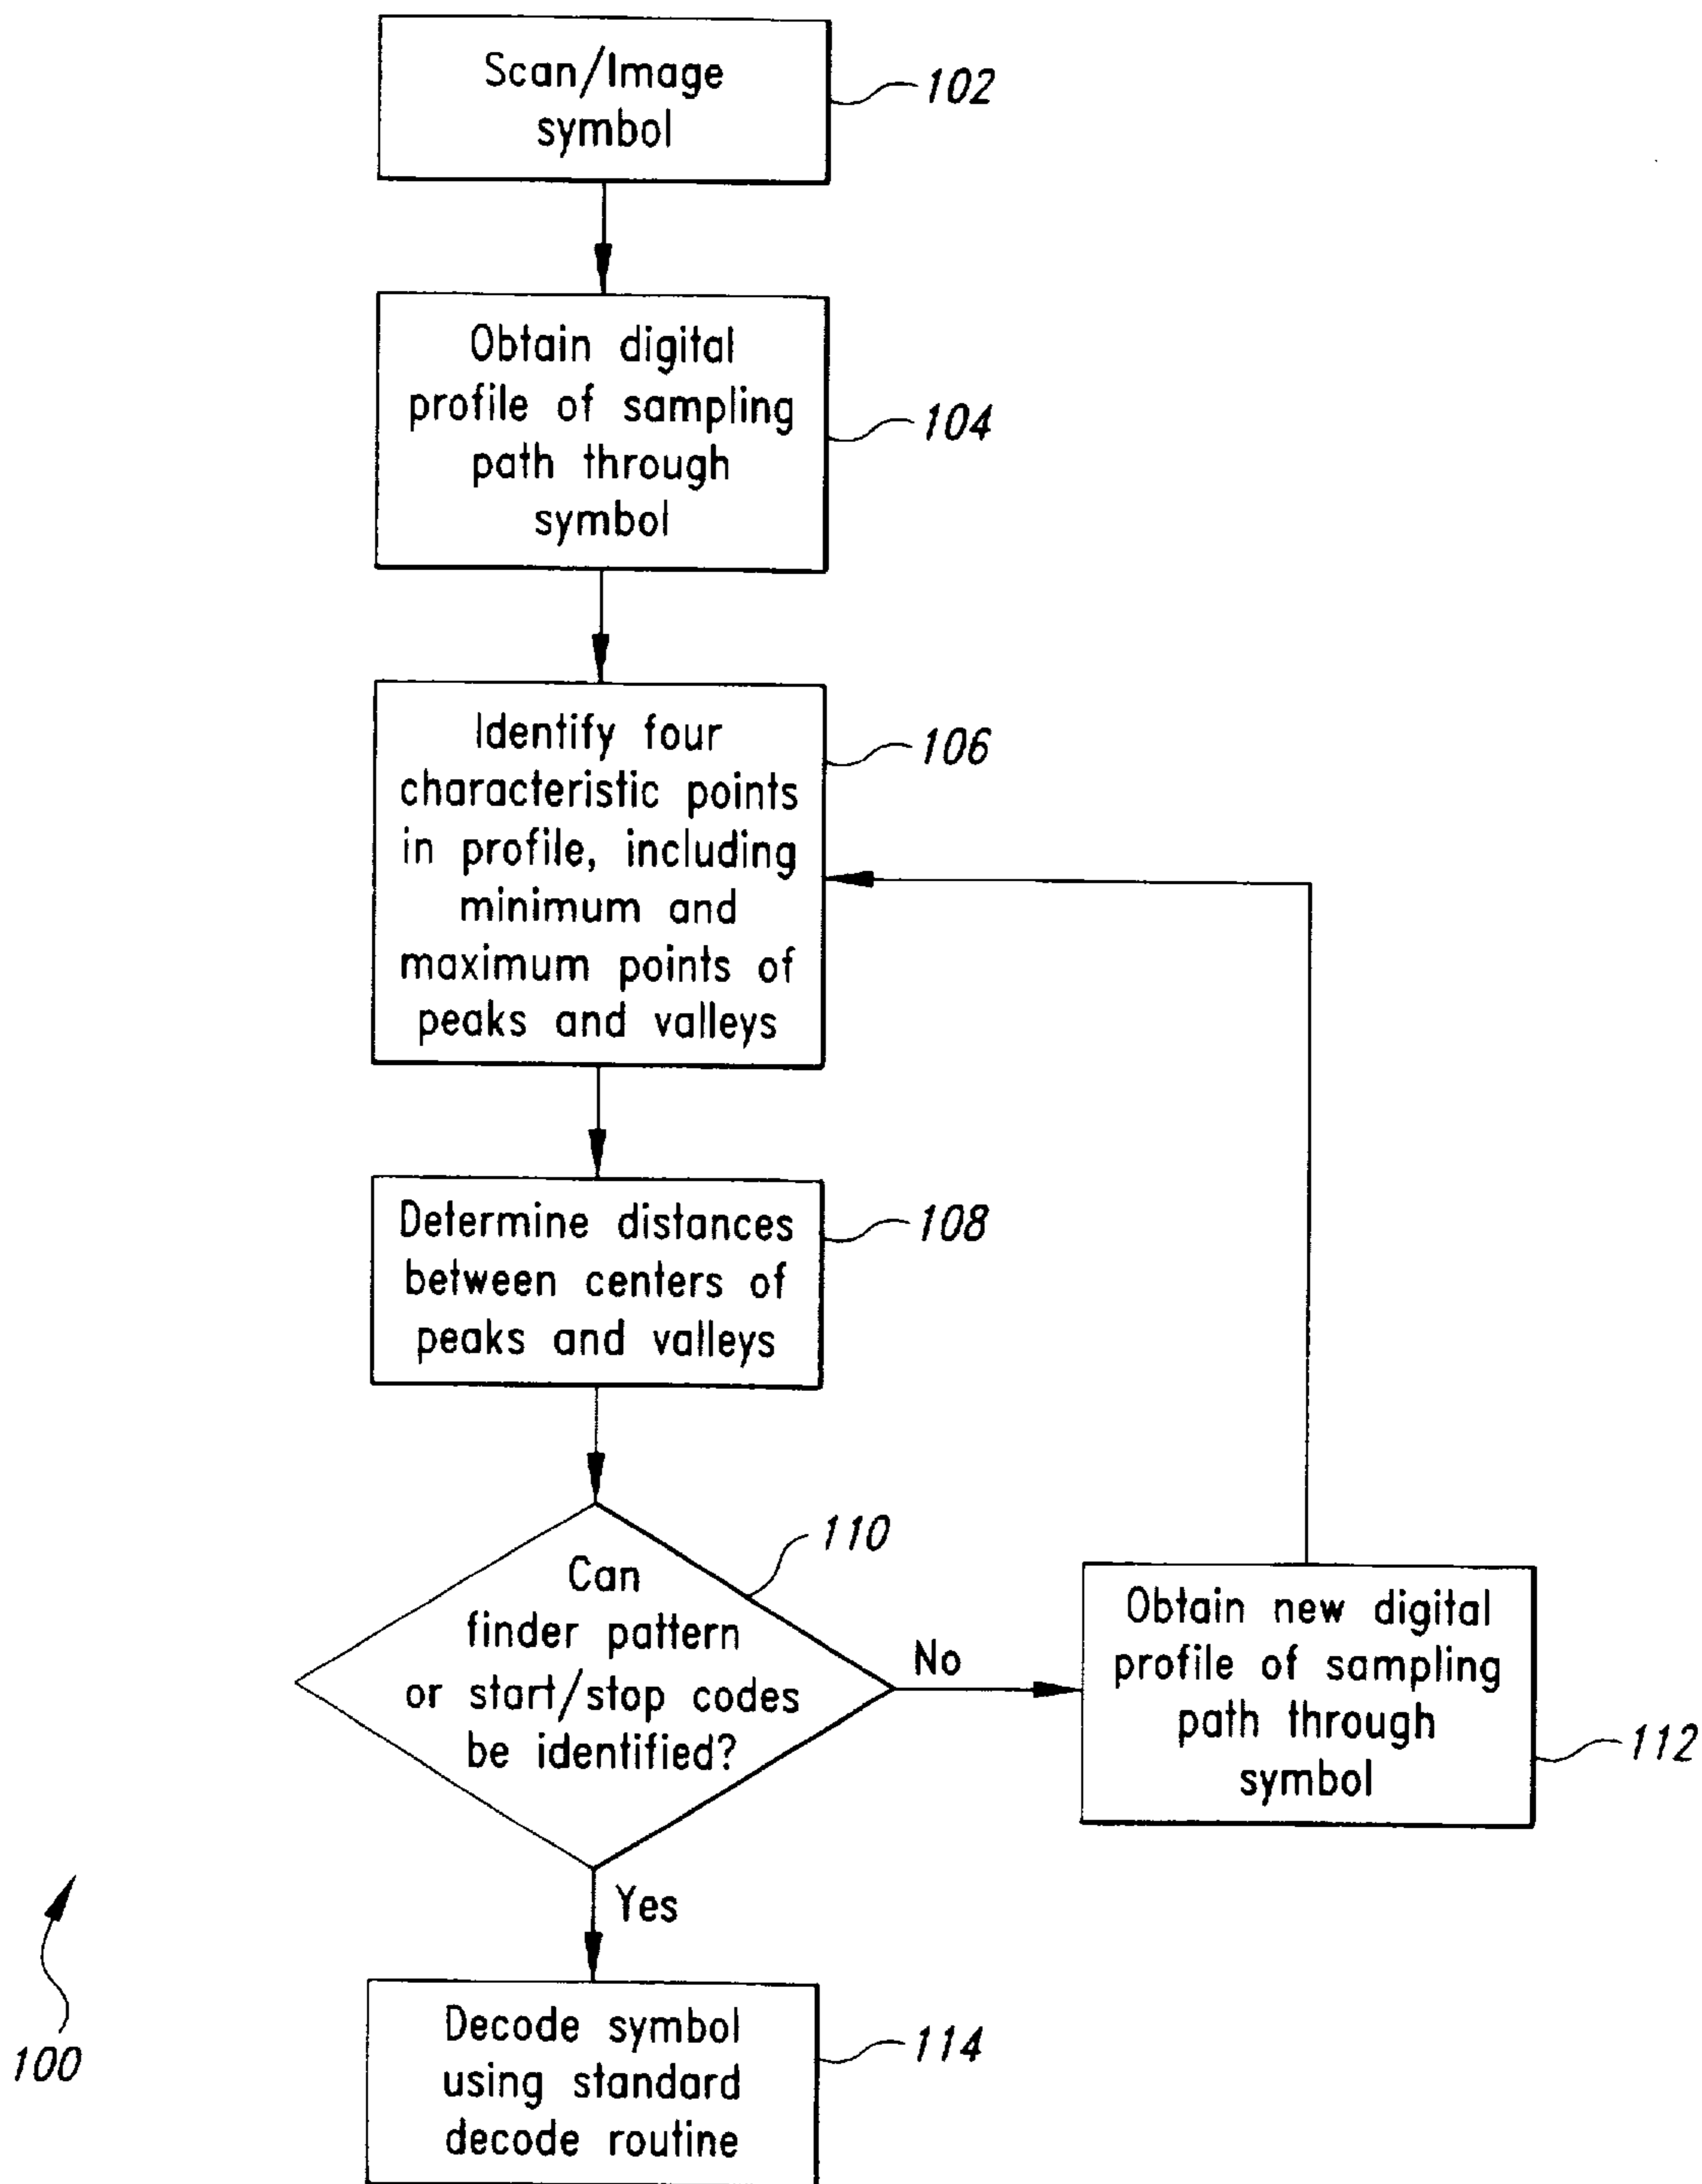 Scan/Image
symbol
102
Obtain digital
profile of sampling
path through
symbol
104
Identify four
characteristic points
in profile, including
minimum and
maximum points of
peaks and valleys
106
Determine distances
between centers of
peaks and valleys
108
Can
finder pattern
or start/stop codes
be identified?
110
No
Obtain new digital
profile of sampling
path through
symbol
112
Yes
Decode symbol
using standard
decode routine
114
100